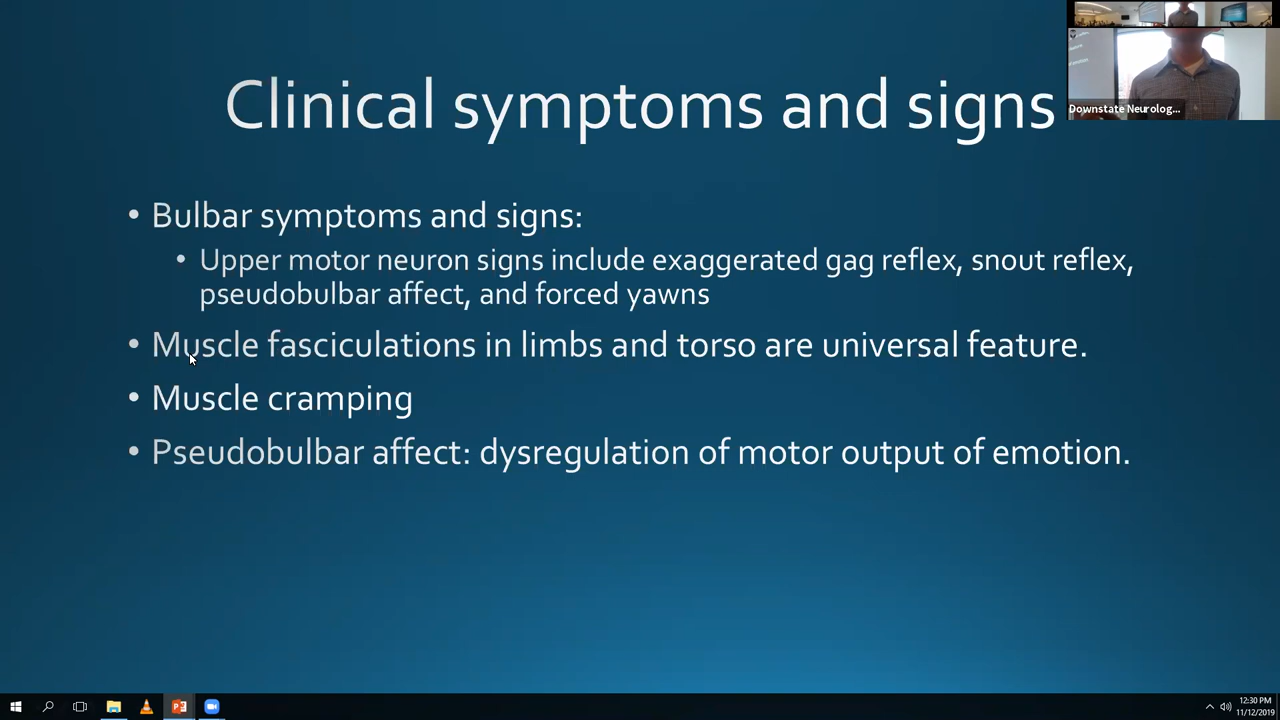 Clinical symptoms and signs
Downstate Neurolog...
• Bulbar symptoms and signs:
• Upper motor neuron signs include exaggerated gag reflex, snout reflex,
pseudobulbar affect, and forced yawns
• Muscle fasciculations in limbs and torso are universal feature.
• Muscle cramping
• Pseudobulbar affect: dysregulation of motor output of emotion.
12:30 PM
11/12/2019